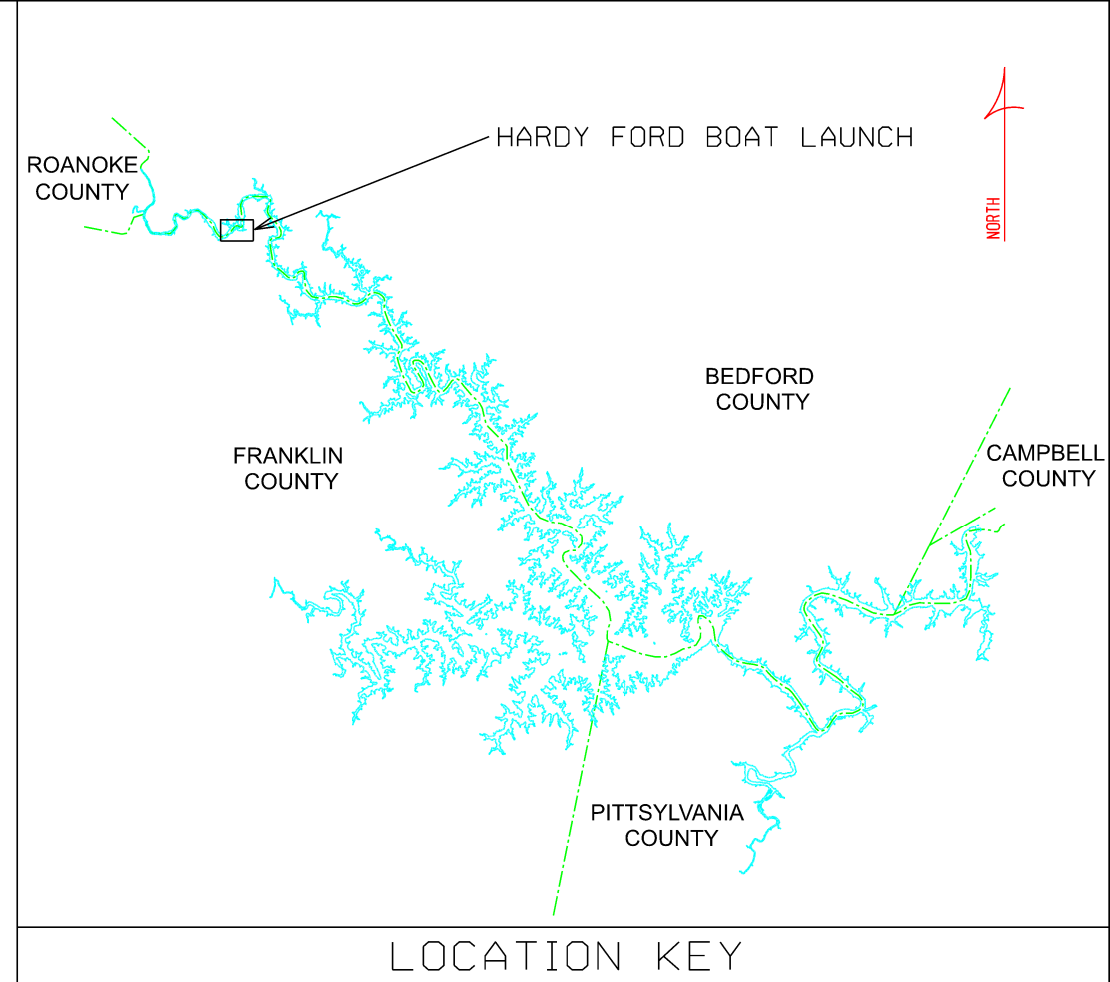 HARDY FORD BOAT LAUNCH
ROANOKE
COUNTY
NORTH
BEDFORD
COUNTY
FRANKLIN
COUNTY
CAMPBELL
COUNTY
PITTSYLVANIA
COUNTY
LOCATION KEY